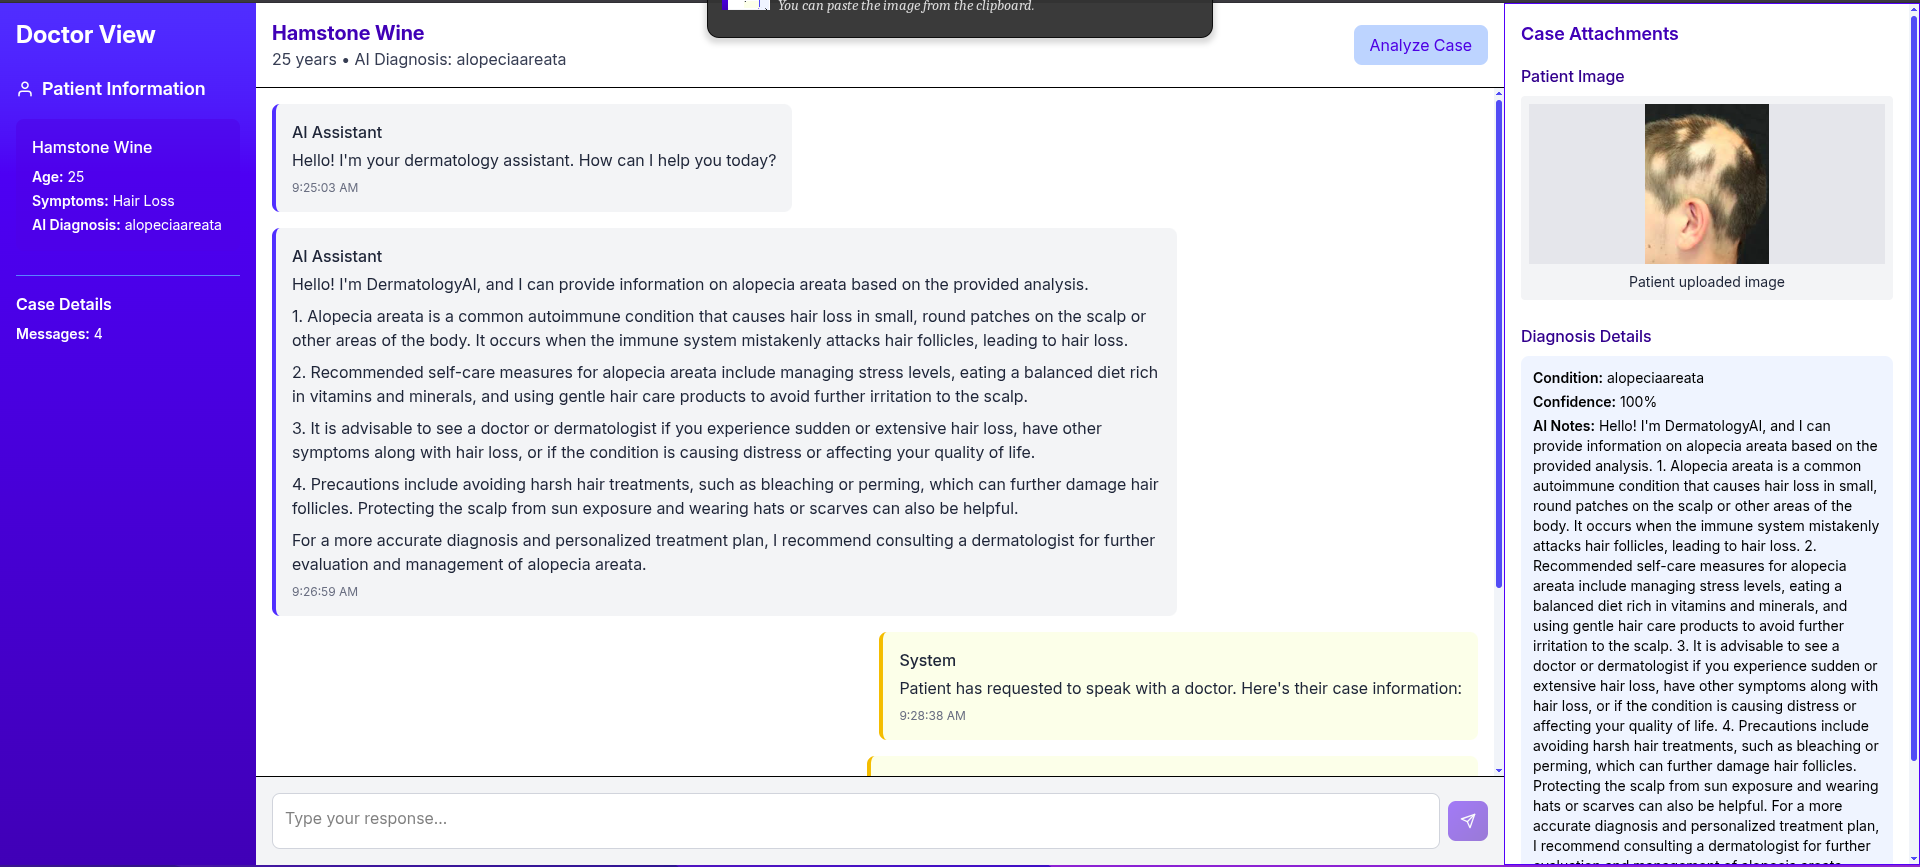 You can paste the image from the clipboard.
Doctor View
Patient Information
Hamstone Wine
Age: 25
Symptoms: Hair Loss
AI Diagnosis: alopeciaareata
Case Details
Messages: 4
Hamstone Wine
25 years • AI Diagnosis: alopeciaareata
Analyze Case
AI Assistant
Hello! I'm your dermatology assistant. How can I help you today?
9:25:03 AM
AI Assistant
Hello! I'm DermatologyAI, and I can provide information on alopecia areata based on the provided analysis.
1. Alopecia areata is a common autoimmune condition that causes hair loss in small, round patches on the scalp or
other areas of the body. It occurs when the immune system mistakenly attacks hair follicles, leading to hair loss.
2. Recommended self-care measures for alopecia areata include managing stress levels, eating a balanced diet rich
in vitamins and minerals, and using gentle hair care products to avoid further irritation to the scalp.
3. It is advisable to see a doctor or dermatologist if you experience sudden or extensive hair loss, have other
symptoms along with hair loss, or if the condition is causing distress or affecting your quality of life.
4. Precautions include avoiding harsh hair treatments, such as bleaching or perming, which can further damage hair
follicles. Protecting the scalp from sun exposure and wearing hats or scarves can also be helpful.
For a more accurate diagnosis and personalized treatment plan, I recommend consulting a dermatologist for further
evaluation and management of alopecia areata.
9:26:59 AM
System
Patient has requested to speak with a doctor. Here's their case information:
9:28:38 AM
Type your response...
Case Attachments
Patient Image
Patient uploaded image
Diagnosis Details
Condition: alopeciaareata
Confidence: 100%
AI Notes: Hello! I'm DermatologyAI, and I can
provide information on alopecia areata based on the
provided analysis. 1. Alopecia areata is a common
autoimmune condition that causes hair loss in small,
round patches on the scalp or other areas of the
body. It occurs when the immune system mistakenly
attacks hair follicles, leading to hair loss. 2.
Recommended self-care measures for alopecia
areata include managing stress levels, eating a
balanced diet rich in vitamins and minerals, and
using gentle hair care products to avoid further
irritation to the scalp. 3. It is advisable to see a
doctor or dermatologist if you experience sudden or
extensive hair loss, have other symptoms along with
hair loss, or if the condition is causing distress or
affecting your quality of life. 4. Precautions include
avoiding harsh hair treatments, such as bleaching or
perming, which can further damage hair follicles.
Protecting the scalp from sun exposure and wearing
hats or scarves can also be helpful. For a more
accurate diagnosis and personalized treatment plan,
I recommend consulting a dermatologist for further
evaluation and management of alopecia areata.